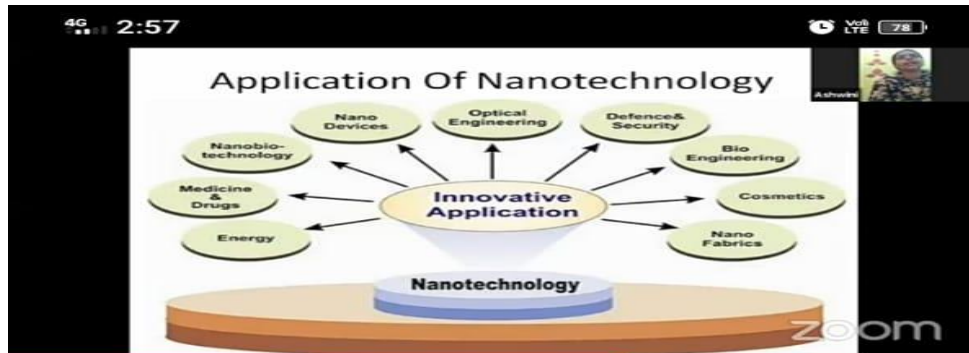 4G 2:57 Vo)) LTE 78
Application Of Nanotechnology
Ashwini
Nano
Devices
Optical
Engineering
Defence&
Security
Nanobio-
technology
Bio
Engineering
Medicine
&
Drugs
Innovative
Application
Cosmetics
Energy
Nano
Fabrics
Nanotechnology
zoom